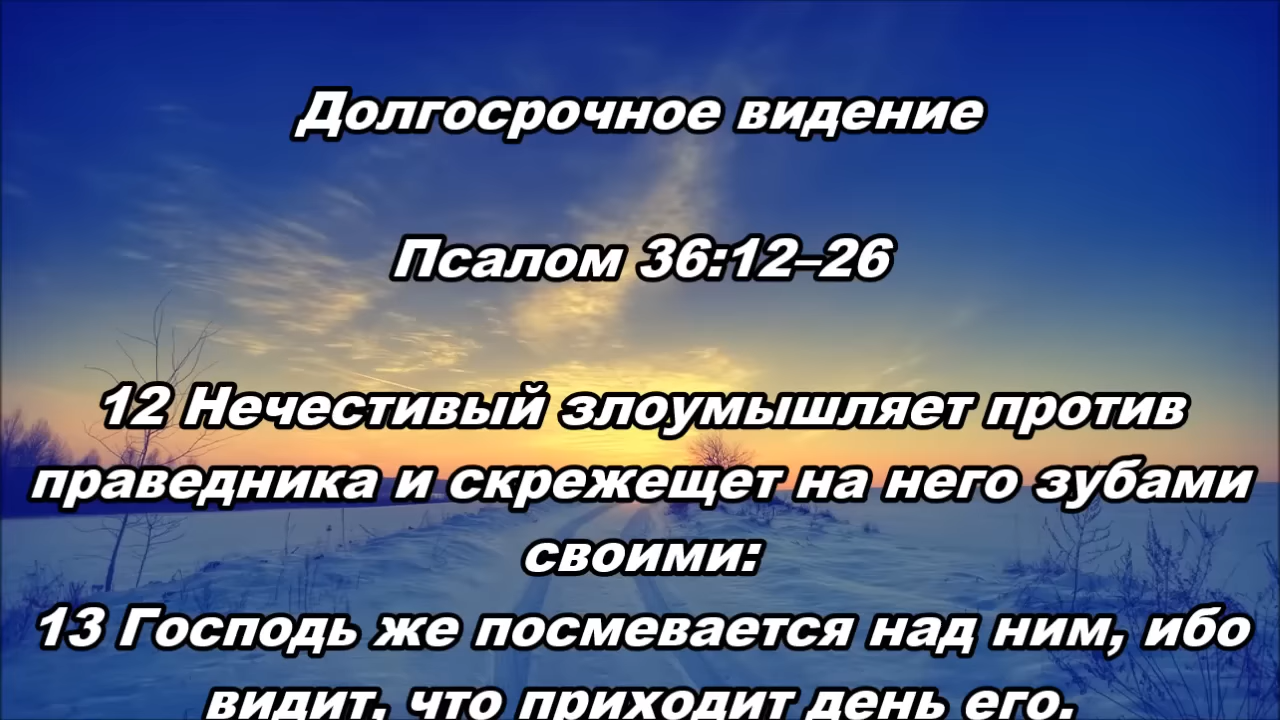 Долгосрочное видение
Псалом 36:12–26
12 Нечестивый злоумышляет против
праведника и скрежещет на него зубами
своими:
13 Господь же посмевается над ним, ибо
видит, что приходит день его.